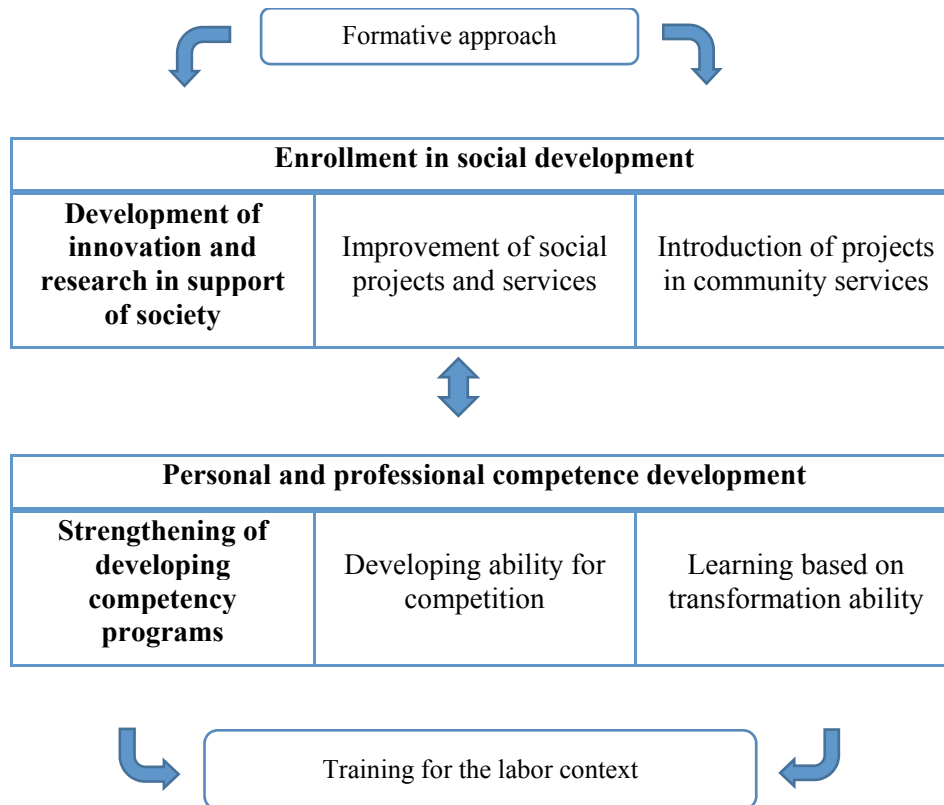 Formative approach
Enrollment in social development
Development of
innovation and
research in support
of society
Improvement of social
projects and services
Introduction of projects
in community services
Personal and professional competence development
Strengthening of
developing
competency
programs
Developing ability for
competition
Learning based on
transformation ability
Training for the labor context